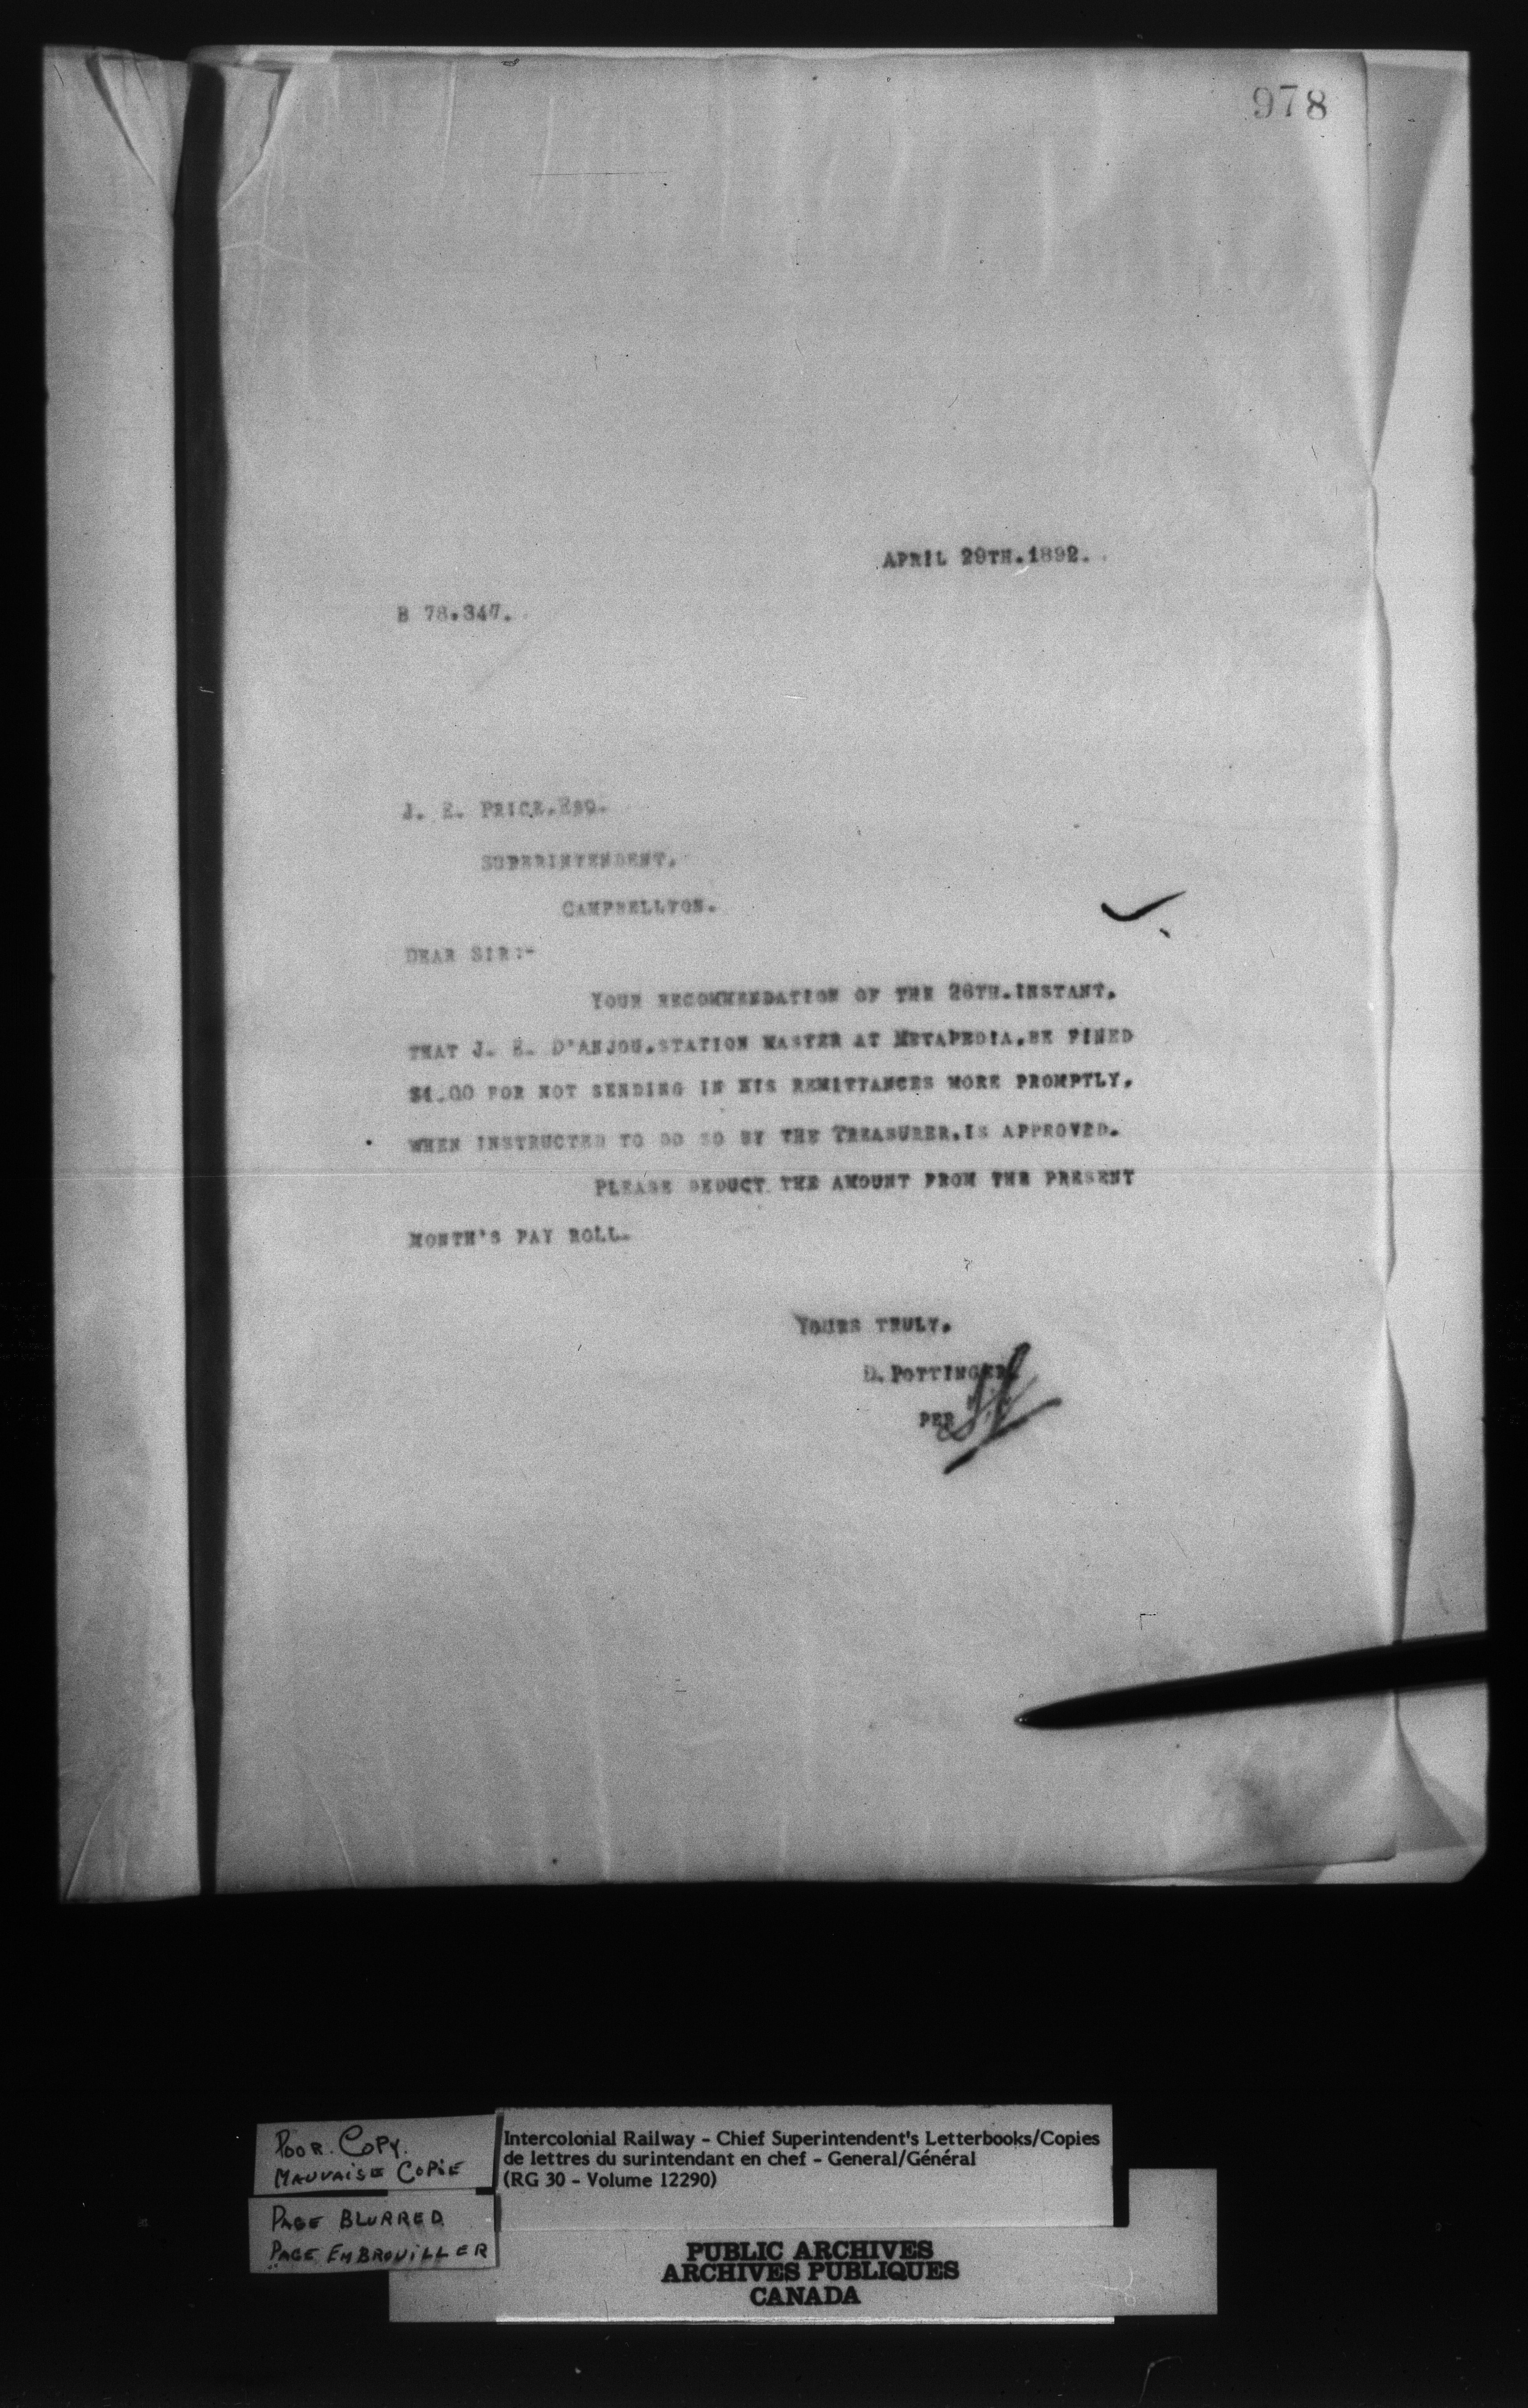 978
APRIL 29TH.1892.
B 78.347.
J. E. PRICE.ESQ.
SUPERINTENDENT.
CAMPBELLTON.
DEAR SIR:-
YOUR RECOMMENDATION OF THE 26TH.INSTANT.
THAT J. E. D'ANJOU.STATION MASTER AT METAPEDIA.BE FINED
$1.00 FOR NOT SENDING IN HIS REMITTANCES MORE PROMPTLY.
WHEN INSTRUCTED TO DO SO BY THE TREASURER.IS APPROVED.
PLEASE DEDUCT THE AMOUNT FROM THE PRESENT
MONTH'S PAY ROLL.
YOURS TRULY.
D. POTTINGER.
PER
POOR. COPY.
MAUVAISE COPIE
PAGE BLURRED
PAGE EMBROUILLER
Intercolonial Railway - Chief Superintendent's Letterbooks/Copies
de lettres du surintendant en chef - General/Général
(RG 30 - Volume 12290)
PUBLIC ARCHIVES
ARCHIVES PUBLIQUES
CANADA